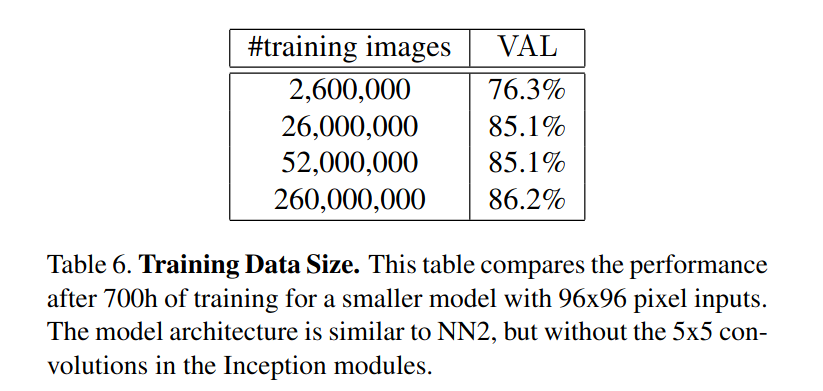 #training images VAL
2,600,000 76.3%
26,000,000 85.1%
52,000,000 85.1%
260,000,000 86.2%
Table 6. Training Data Size. This table compares the performance
after 700h of training for a smaller model with 96x96 pixel inputs.
The model architecture is similar to NN2, but without the 5x5 con-
volutions in the Inception modules.